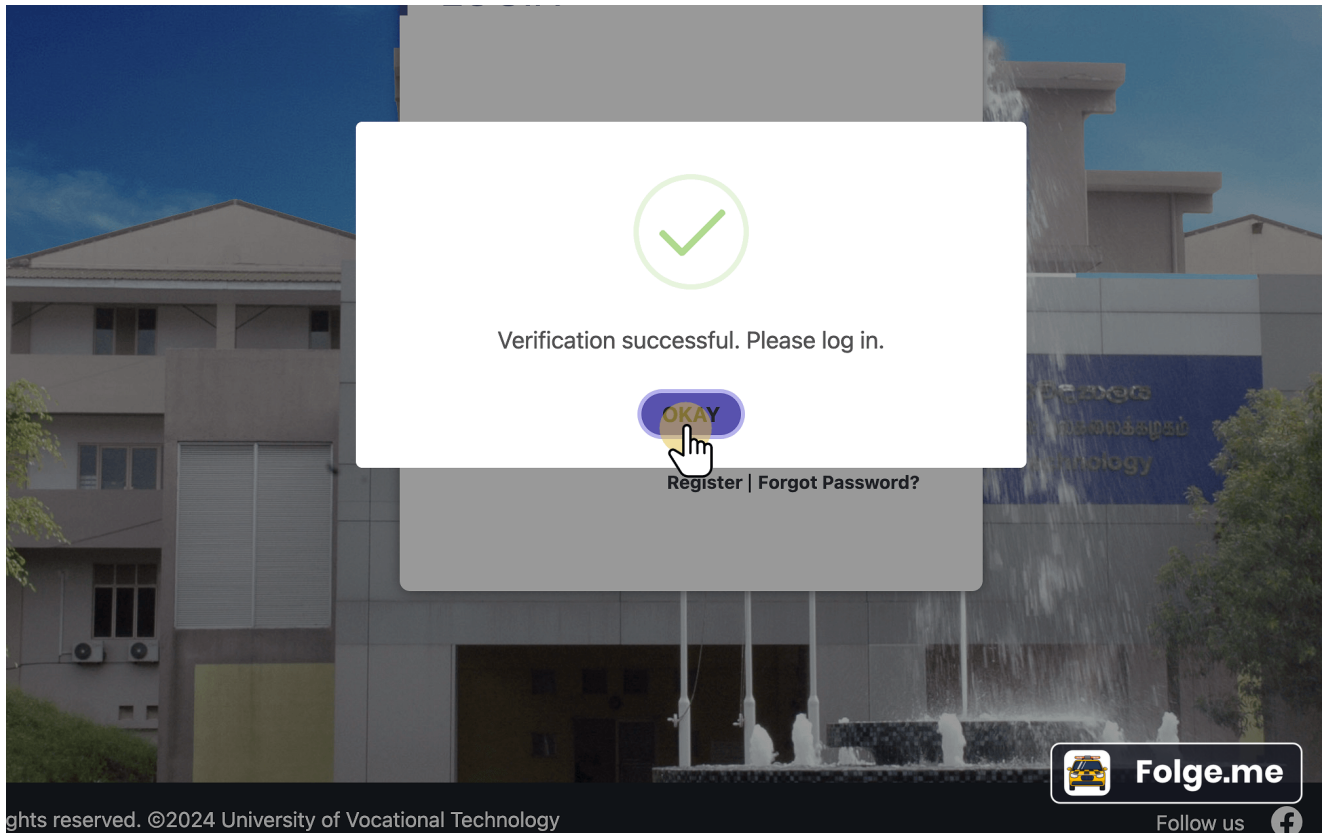 Verification successful. Please log in.
OKAY
Register | Forgot Password?
Folge.me
ghts reserved. ©2024 University of Vocational Technology
Follow us